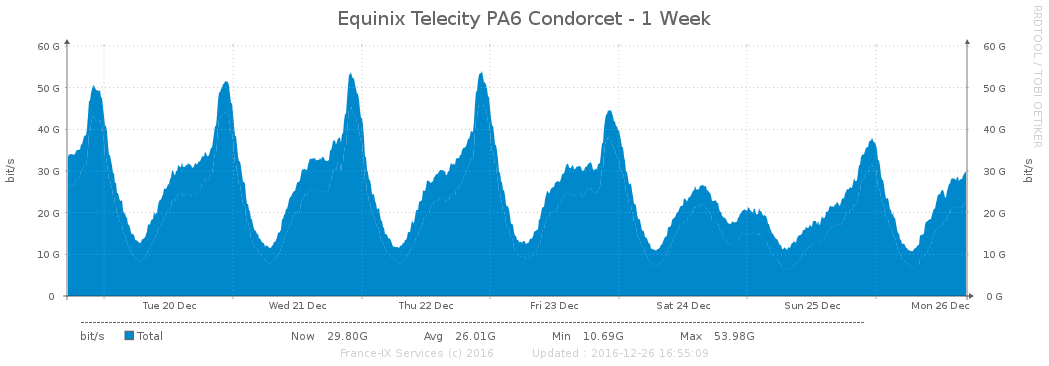 Equinix Telecity PA6 Condorcet - 1 Week
RRDTOOL / TOBI OETIKER
60 G 60 G
50 G 50 G
40 G 40 G
30 G 30 G
20 G 20 G
10 G 10 G
0 0 G
bit/s
bit/s
Tue 20 Dec Wed 21 Dec Thu 22 Dec Fri 23 Dec Sat 24 Dec Sun 25 Dec Mon 26 Dec
bit/s Total Now 29.80G Avg 26.01G Min 10.69G Max 53.98G
France-IX Services (c) 2016 Updated : 2016-12-26 16:55:09